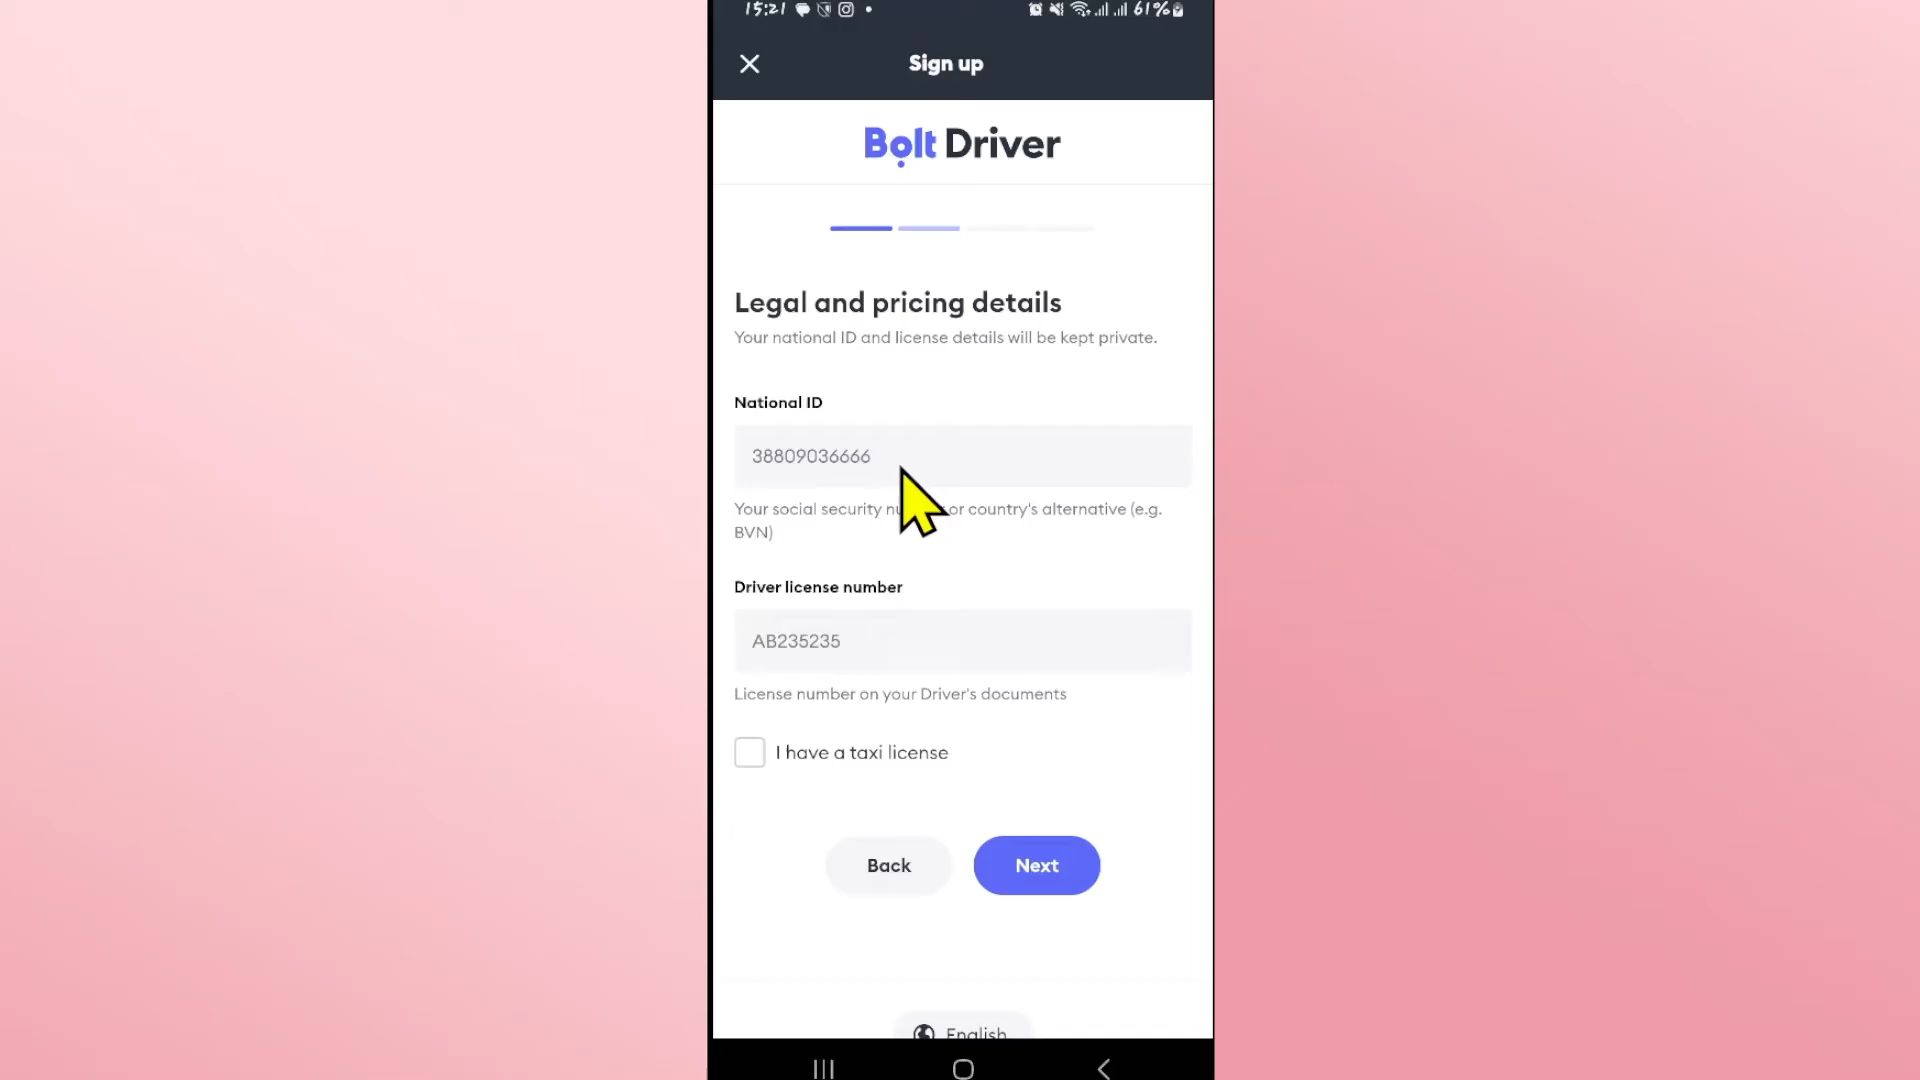 15:21 61%
Sign up
Bolt Driver
Legal and pricing details
Your national ID and license details will be kept private.
National ID
38809036666
Your social security or country's alternative (e.g.
BVN)
Driver license number
AB235235
License number on your Driver's documents
I have a taxi license
Back Next
English